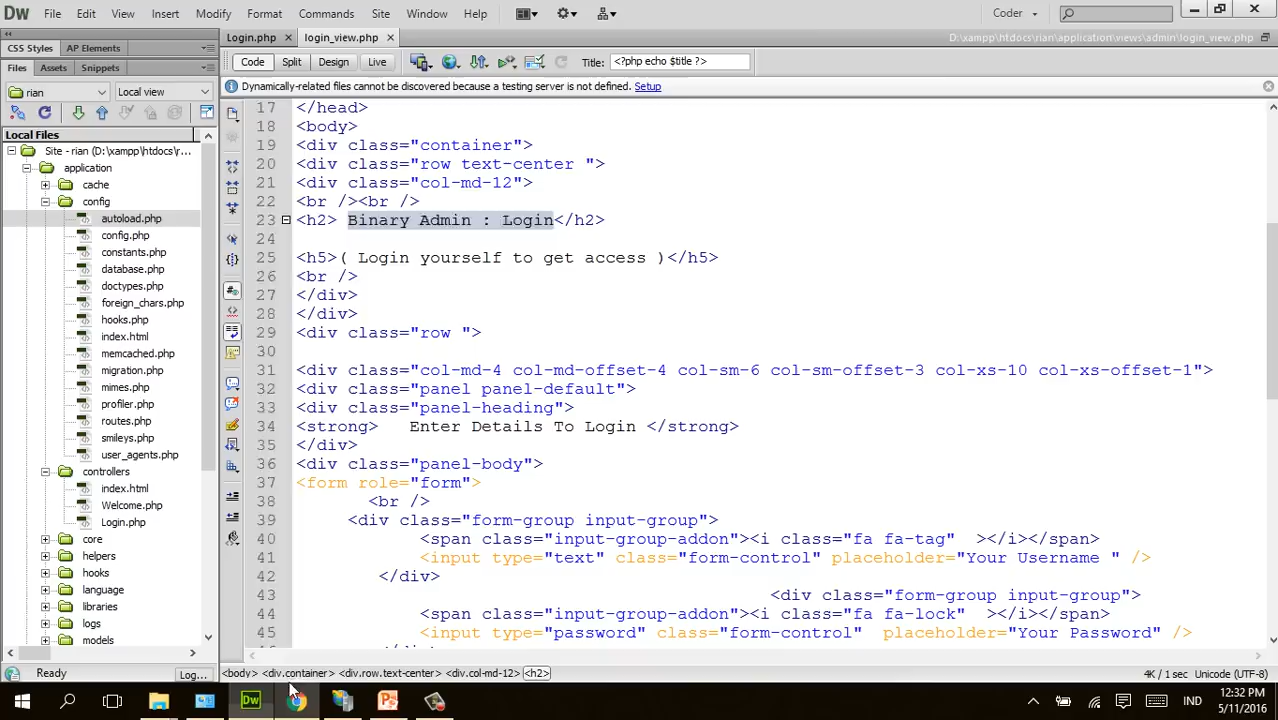 Dw File Edit View Insert Modify Format Commands Site Window Help Coder
CSS Styles AP Elements Login.php × login_view.php × D:\xampp\htdocs\rian\application\views\admin\login_view.php
Files Assets Snippets Code Split Design Live Title: <?php echo $title ?>
rian Local view Dynamically-related files cannot be discovered because a testing server is not defined. Setup
Local Files
Site - rian (D:\xampp\htdocs\r...
application
cache
config
autoload.php
config.php
constants.php
database.php
doctypes.php
foreign_chars.php
hooks.php
index.html
memcached.php
migration.php
mimes.php
profiler.php
routes.php
smileys.php
user_agents.php
controllers
index.html
Welcome.php
Login.php
core
helpers
hooks
language
libraries
logs
models
Ready Log...
17 </head>
18 <body>
19 <div class="container">
20 <div class="row text-center ">
21 <div class="col-md-12">
22 <br /><br />
23 <h2> Binary Admin : Login</h2>
24
25 <h5>( Login yourself to get access )</h5>
26 <br />
27 </div>
28 </div>
29 <div class="row ">
30
31 <div class="col-md-4 col-md-offset-4 col-sm-6 col-sm-offset-3 col-xs-10 col-xs-offset-1">
32 <div class="panel panel-default">
33 <div class="panel-heading">
34 <strong>   Enter Details To Login </strong>
35 </div>
36 <div class="panel-body">
37 <form role="form">
38 <br />
39 <div class="form-group input-group">
40 <span class="input-group-addon"><i class="fa fa-tag"  ></i></span>
41 <input type="text" class="form-control" placeholder="Your Username " />
42 </div>
43 <div class="form-group input-group">
44 <span class="input-group-addon"><i class="fa fa-lock"  ></i></span>
45 <input type="password" class="form-control"  placeholder="Your Password" />
<body> <div.container> <div.row.text-center> <div.col-md-12> <h2> 4K / 1 sec Unicode (UTF-8)
Dw IND 12:32 PM
5/11/2016